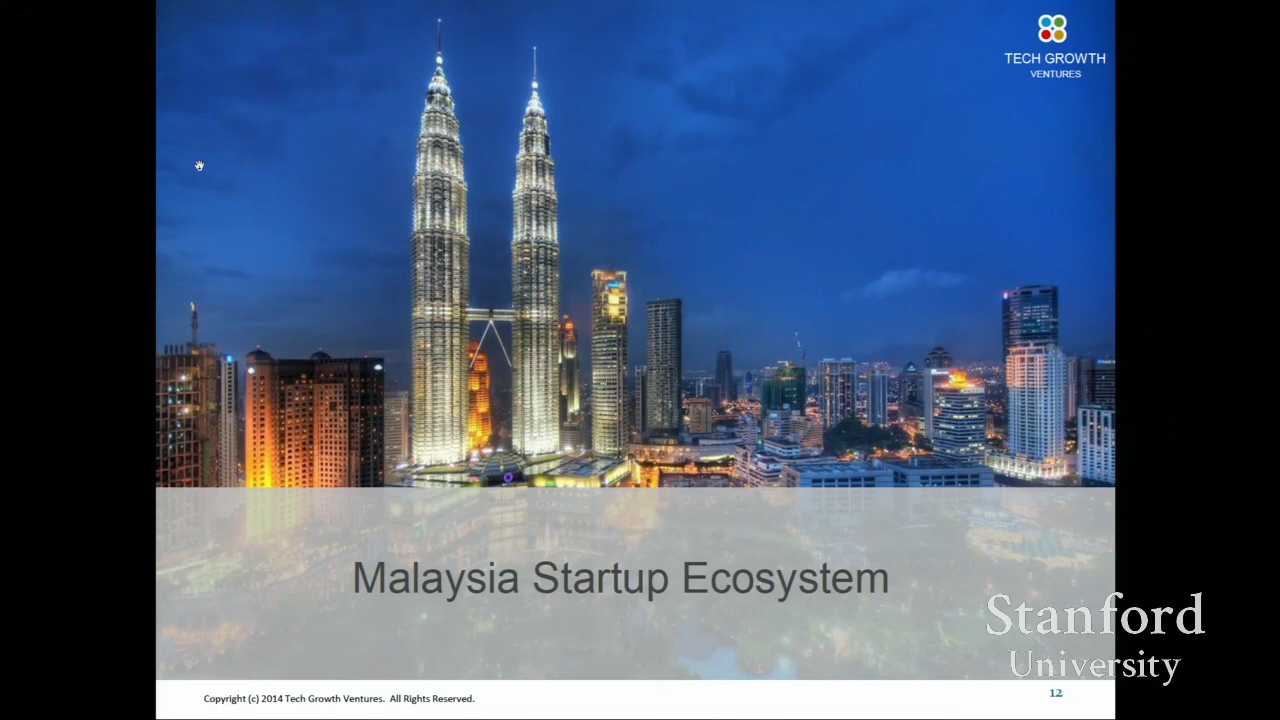 TECH GROWTH
VENTURES
Malaysia Startup Ecosystem
Stanford
University
Copyright (c) 2014 Tech Growth Ventures. All Rights Reserved.
12